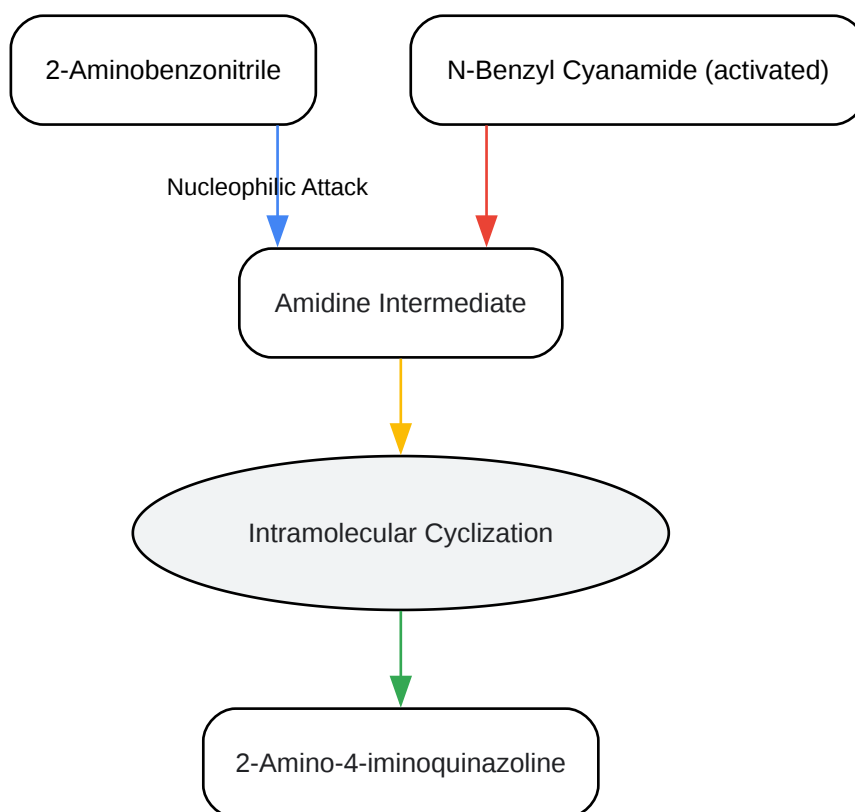 2-Aminobenzonitrile
N-Benzyl Cyanamide (activated)
Nucleophilic Attack
Amidine Intermediate
Intramolecular Cyclization
2-Amino-4-iminoquinazoline